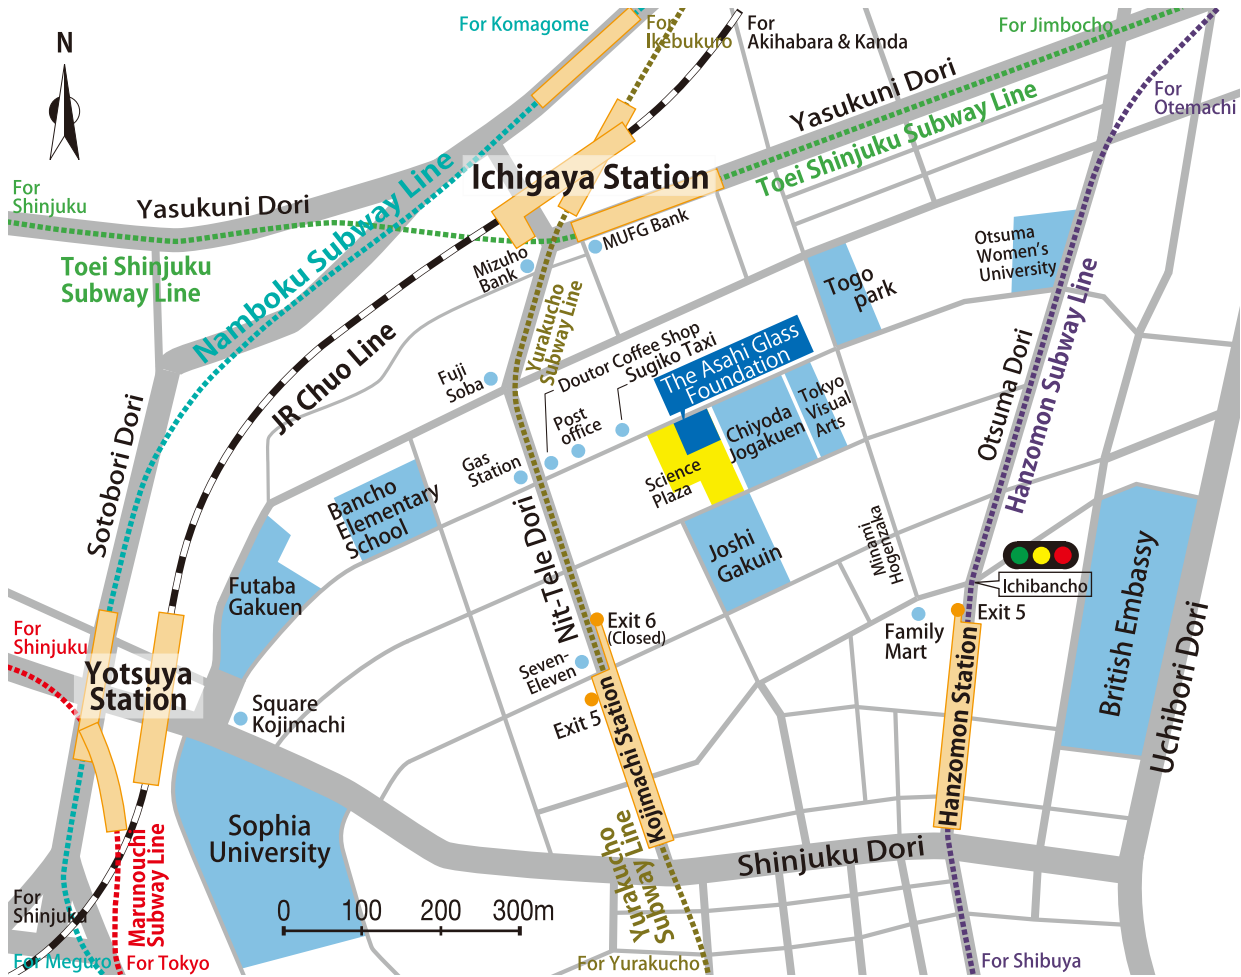 N
For Komagome
For
Ikebukuro
For
Akihabara & Kanda
For Jimbocho
For
Otemachi
Yasukuni Dori
Toei Shinjuku Subway Line
Ichigaya Station
For
Shinjuku
Yasukuni Dori
Toei Shinjuku
Subway Line
Namboku Subway Line
JR Chuo Line
MUFG Bank
Mizuho
Bank
Yurakucho
Subway Line
Otsuma
Women's
University
Togo
park
Doutor Coffee Shop
Sugiko Taxi
The Asahi Glass
Foundation
Fuji
Soba
Post
office
Gas
Station
Chiyoda
Jogakuen
Tokyo
Visual
Arts
Science
Plaza
Otsuma Dori
Hanzomon Subway Line
Sotobori Dori
Bancho
Elementary
School
Nit-Tele Dori
Joshi
Gakuin
Minami
Hogenzaka
Ichibancho
British Embassy
Uchibori Dori
Futaba
Gakuen
Exit 6
(Closed)
Exit 5
Family
Mart
For
Shinjuku
Yotsuya
Station
Seven-
Eleven
Exit 5
Kojimachi Station
Hanzomon Station
Square
Kojimachi
Sophia
University
Shinjuku Dori
Marunouchi
Subway Line
Yurakucho
Subway Line
For
Shinjuku
0 100 200 300m
For Meguro
For Tokyo
For Yurakucho
For Shibuya